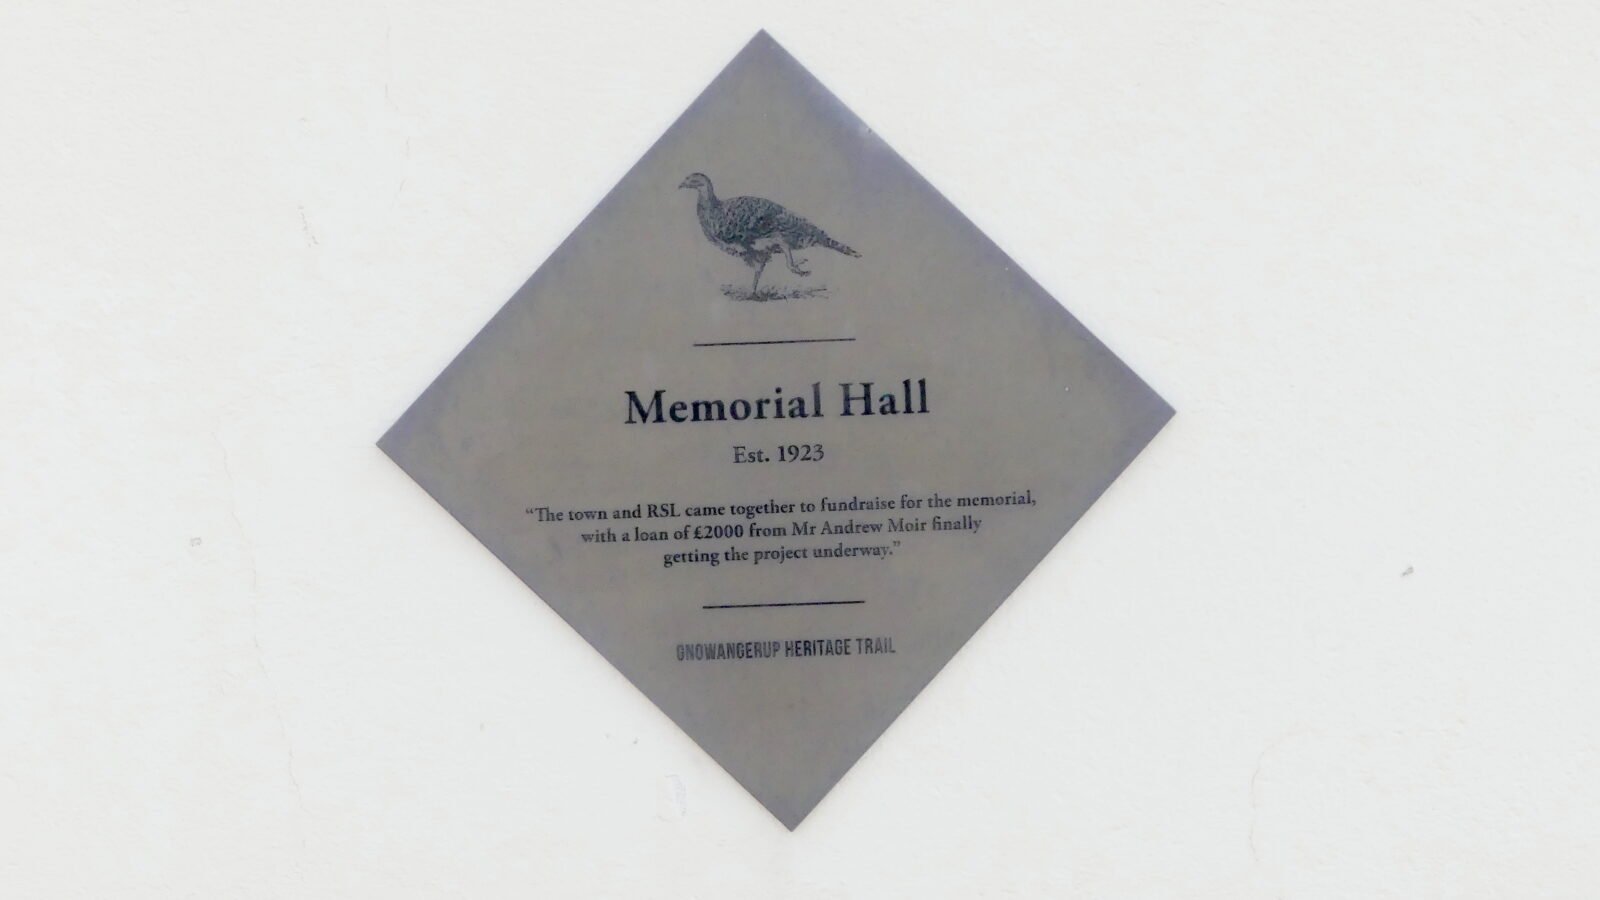 Memorial Hall
Est. 1923
“The town and RSL came together to fundraise for the memorial,
with a loan of £2000 from Mr Andrew Moir finally
getting the project underway.”
GNOWANGERUP HERITAGE TRAIL